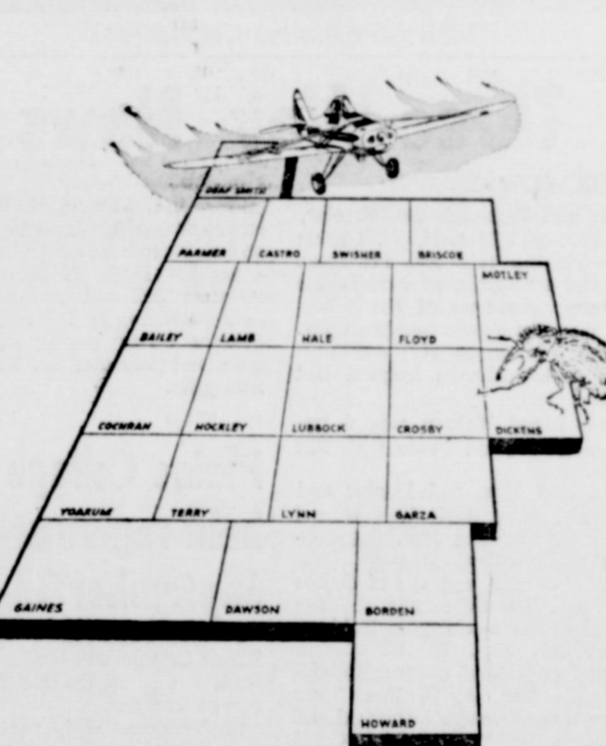 DEAF SMITH
PARMER CASTRO SWISHER BRISCOE
MOTLEY
BAILEY LAMB HALE FLOYD
COCHRAN HOCKLEY LUBBOCK CROSBY DICKENS
YOAKUM TERRY LYNN GARZA
GAINES DAWSON BORDEN
HOWARD